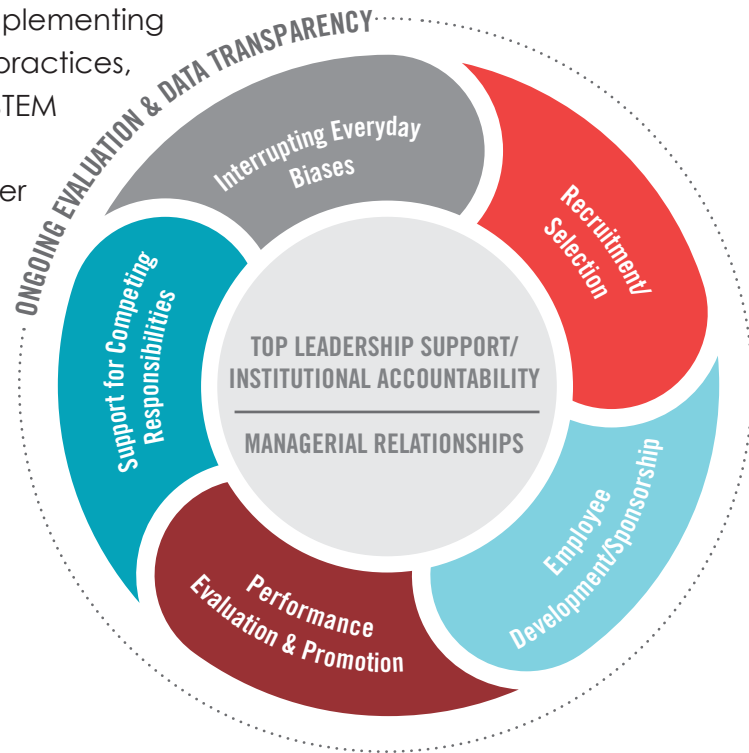 plementing
practices,
STEM
er
ONGOING EVALUATION & DATA TRANSPARENCY
Interrupting Everyday
Biases
Recruitment/
Selection
Employee
Development/Sponsorship
Performance
Evaluation & Promotion
Support for Competing
Responsibilities
TOP LEADERSHIP SUPPORT/
INSTITUTIONAL ACCOUNTABILITY
MANAGERIAL RELATIONSHIPS